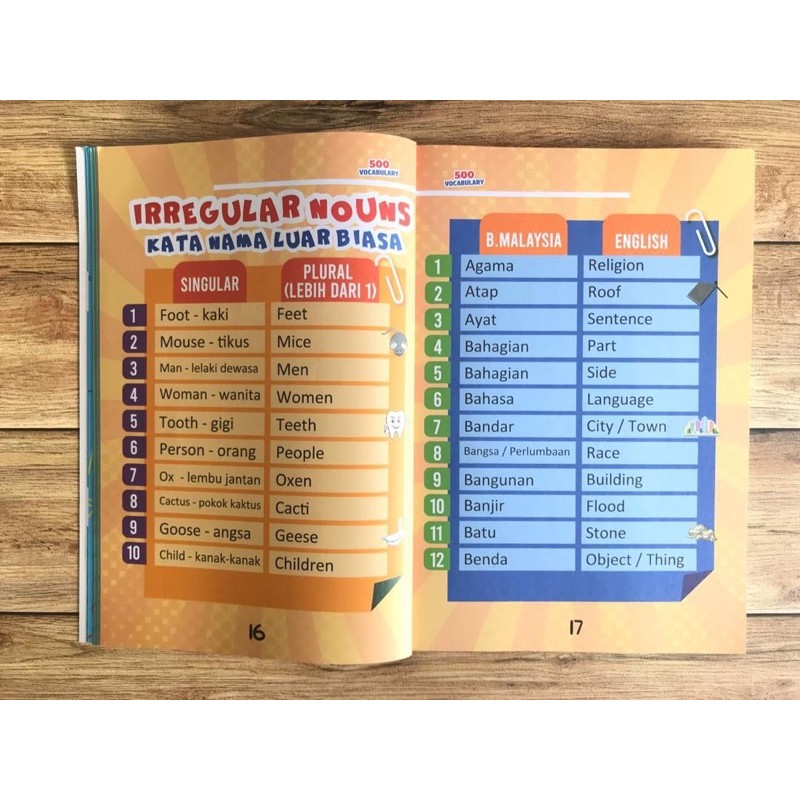 500
VOCABULARY
IRREGULAR NOUNS
KATA NAMA LUAR BIASA
SINGULAR PLURAL
(LEBIH DARI 1)
1 Foot - kaki Feet
2 Mouse - tikus Mice
3 Man - lelaki dewasa Men
4 Woman - wanita Women
5 Tooth - gigi Teeth
6 Person - orang People
7 Ox - lembu jantan Oxen
8 Cactus - pokok kaktus Cacti
9 Goose - angsa Geese
10 Child - kanak-kanak Children
16
500
VOCABULARY
B.MALAYSIA ENGLISH
1 Agama Religion
2 Atap Roof
3 Ayat Sentence
4 Bahagian Part
5 Bahagian Side
6 Bahasa Language
7 Bandar City / Town
8 Bangsa / Perlumbaan Race
9 Bangunan Building
10 Banjir Flood
11 Batu Stone
12 Benda Object / Thing
17